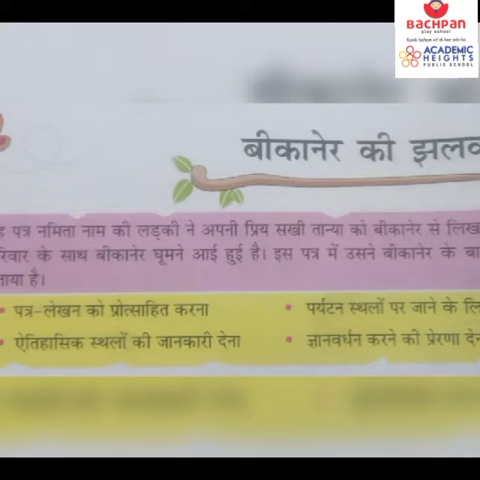 BACHPAN
play school
ACADEMIC
HEIGHTS
PUBLIC SCHOOL
बीकानेर की
पत्र नमिता नाम की लड़की ने अपनी प्रिय सखी तान्या को बीकानेर से
के साथ बीकानेर घूमने आई हुई है। इस पत्र में उसने बीकानेर के
है।
• पत्र-लेखन को प्रोत्साहित करना
• पर्यटन स्थलों पर जाने के
• ऐतिहासिक स्थलों की जानकारी देना
• ज्ञानवर्धन करने की प्रेरणा